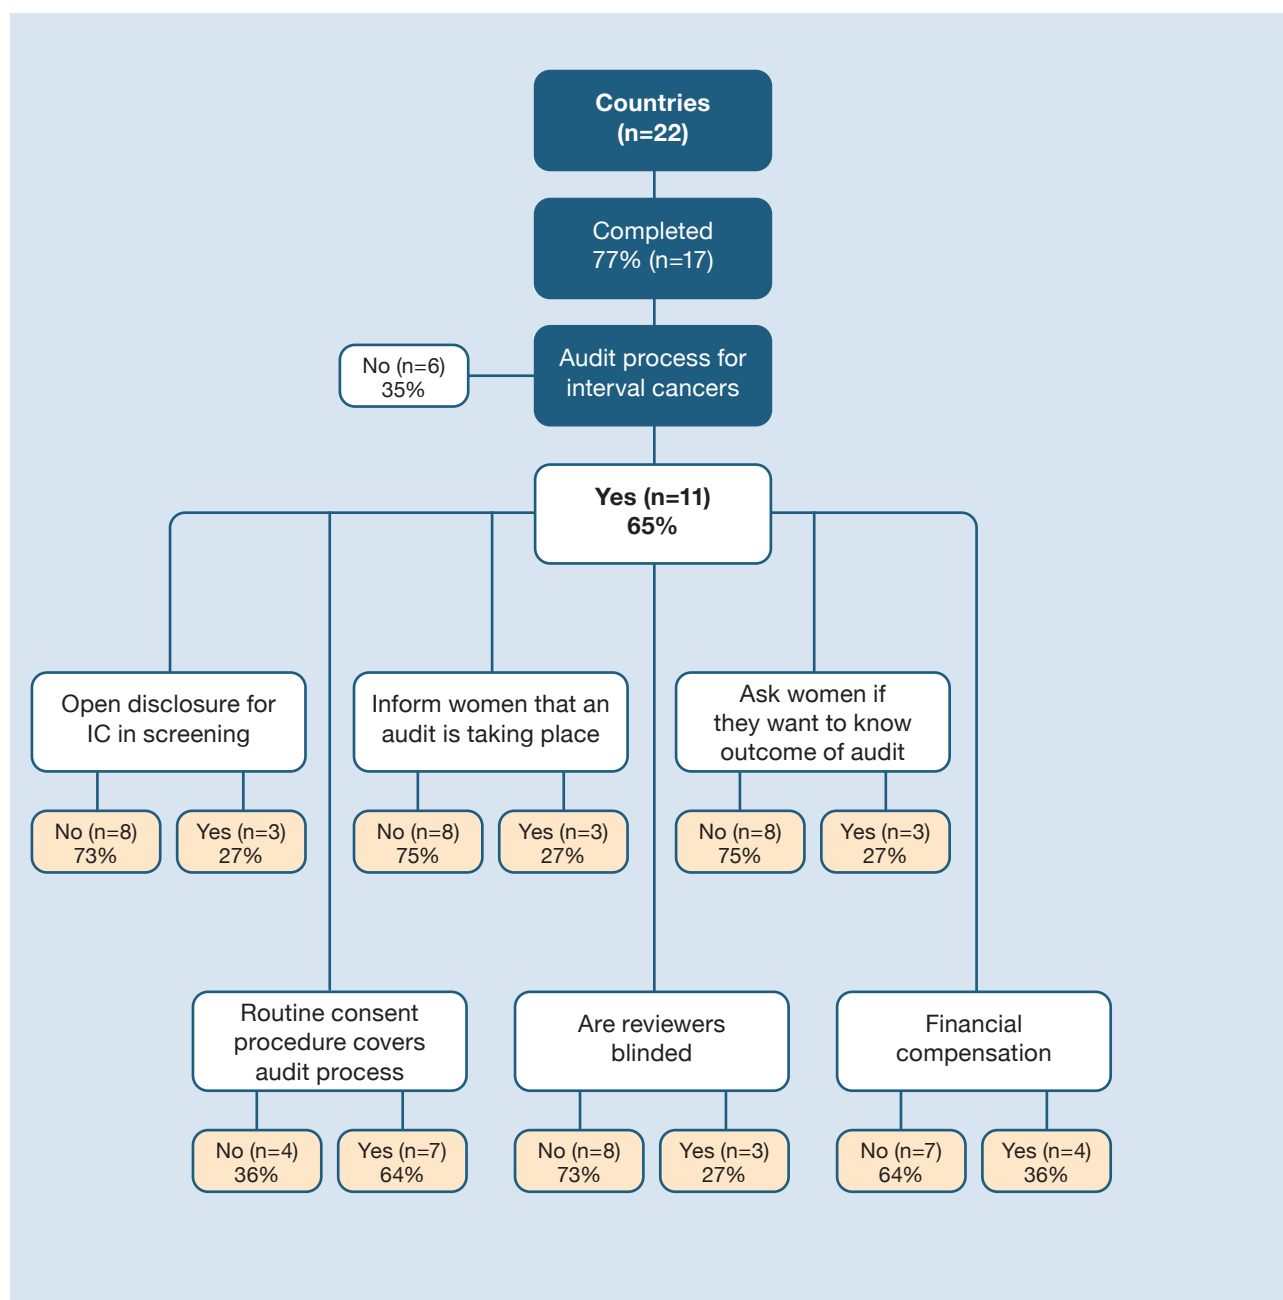 Countries
(n=22)
Completed
77% (n=17)
Audit process for
interval cancers
No (n=6)
35%
Yes (n=11)
65%
Open disclosure for
IC in screening
No (n=8)
73%
Yes (n=3)
27%
Inform women that an
audit is taking place
No (n=8)
75%
Yes (n=3)
27%
Ask women if
they want to know
outcome of audit
No (n=8)
75%
Yes (n=3)
27%
Routine consent
procedure covers
audit process
No (n=4)
36%
Yes (n=7)
64%
Are reviewers
blinded
No (n=8)
73%
Yes (n=3)
27%
Financial
compensation
No (n=7)
64%
Yes (n=4)
36%